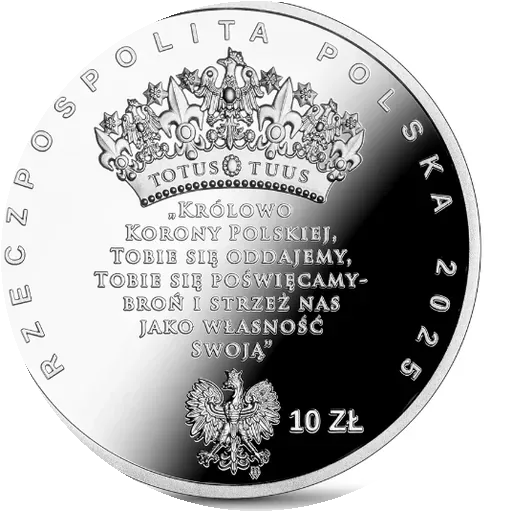 RZECZPOSPOLITA POLSKA 2025
TOTUS TUUS
„KRÓLOWO
KORONY POLSKIEJ,
TOBIE SIĘ ODDAJEMY,
TOBIE SIĘ POŚWIĘCAMY-
BROŃ I STRZEŻ NAS
JAKO WŁASNOŚĆ
SWOJĄ”
10 ZŁ